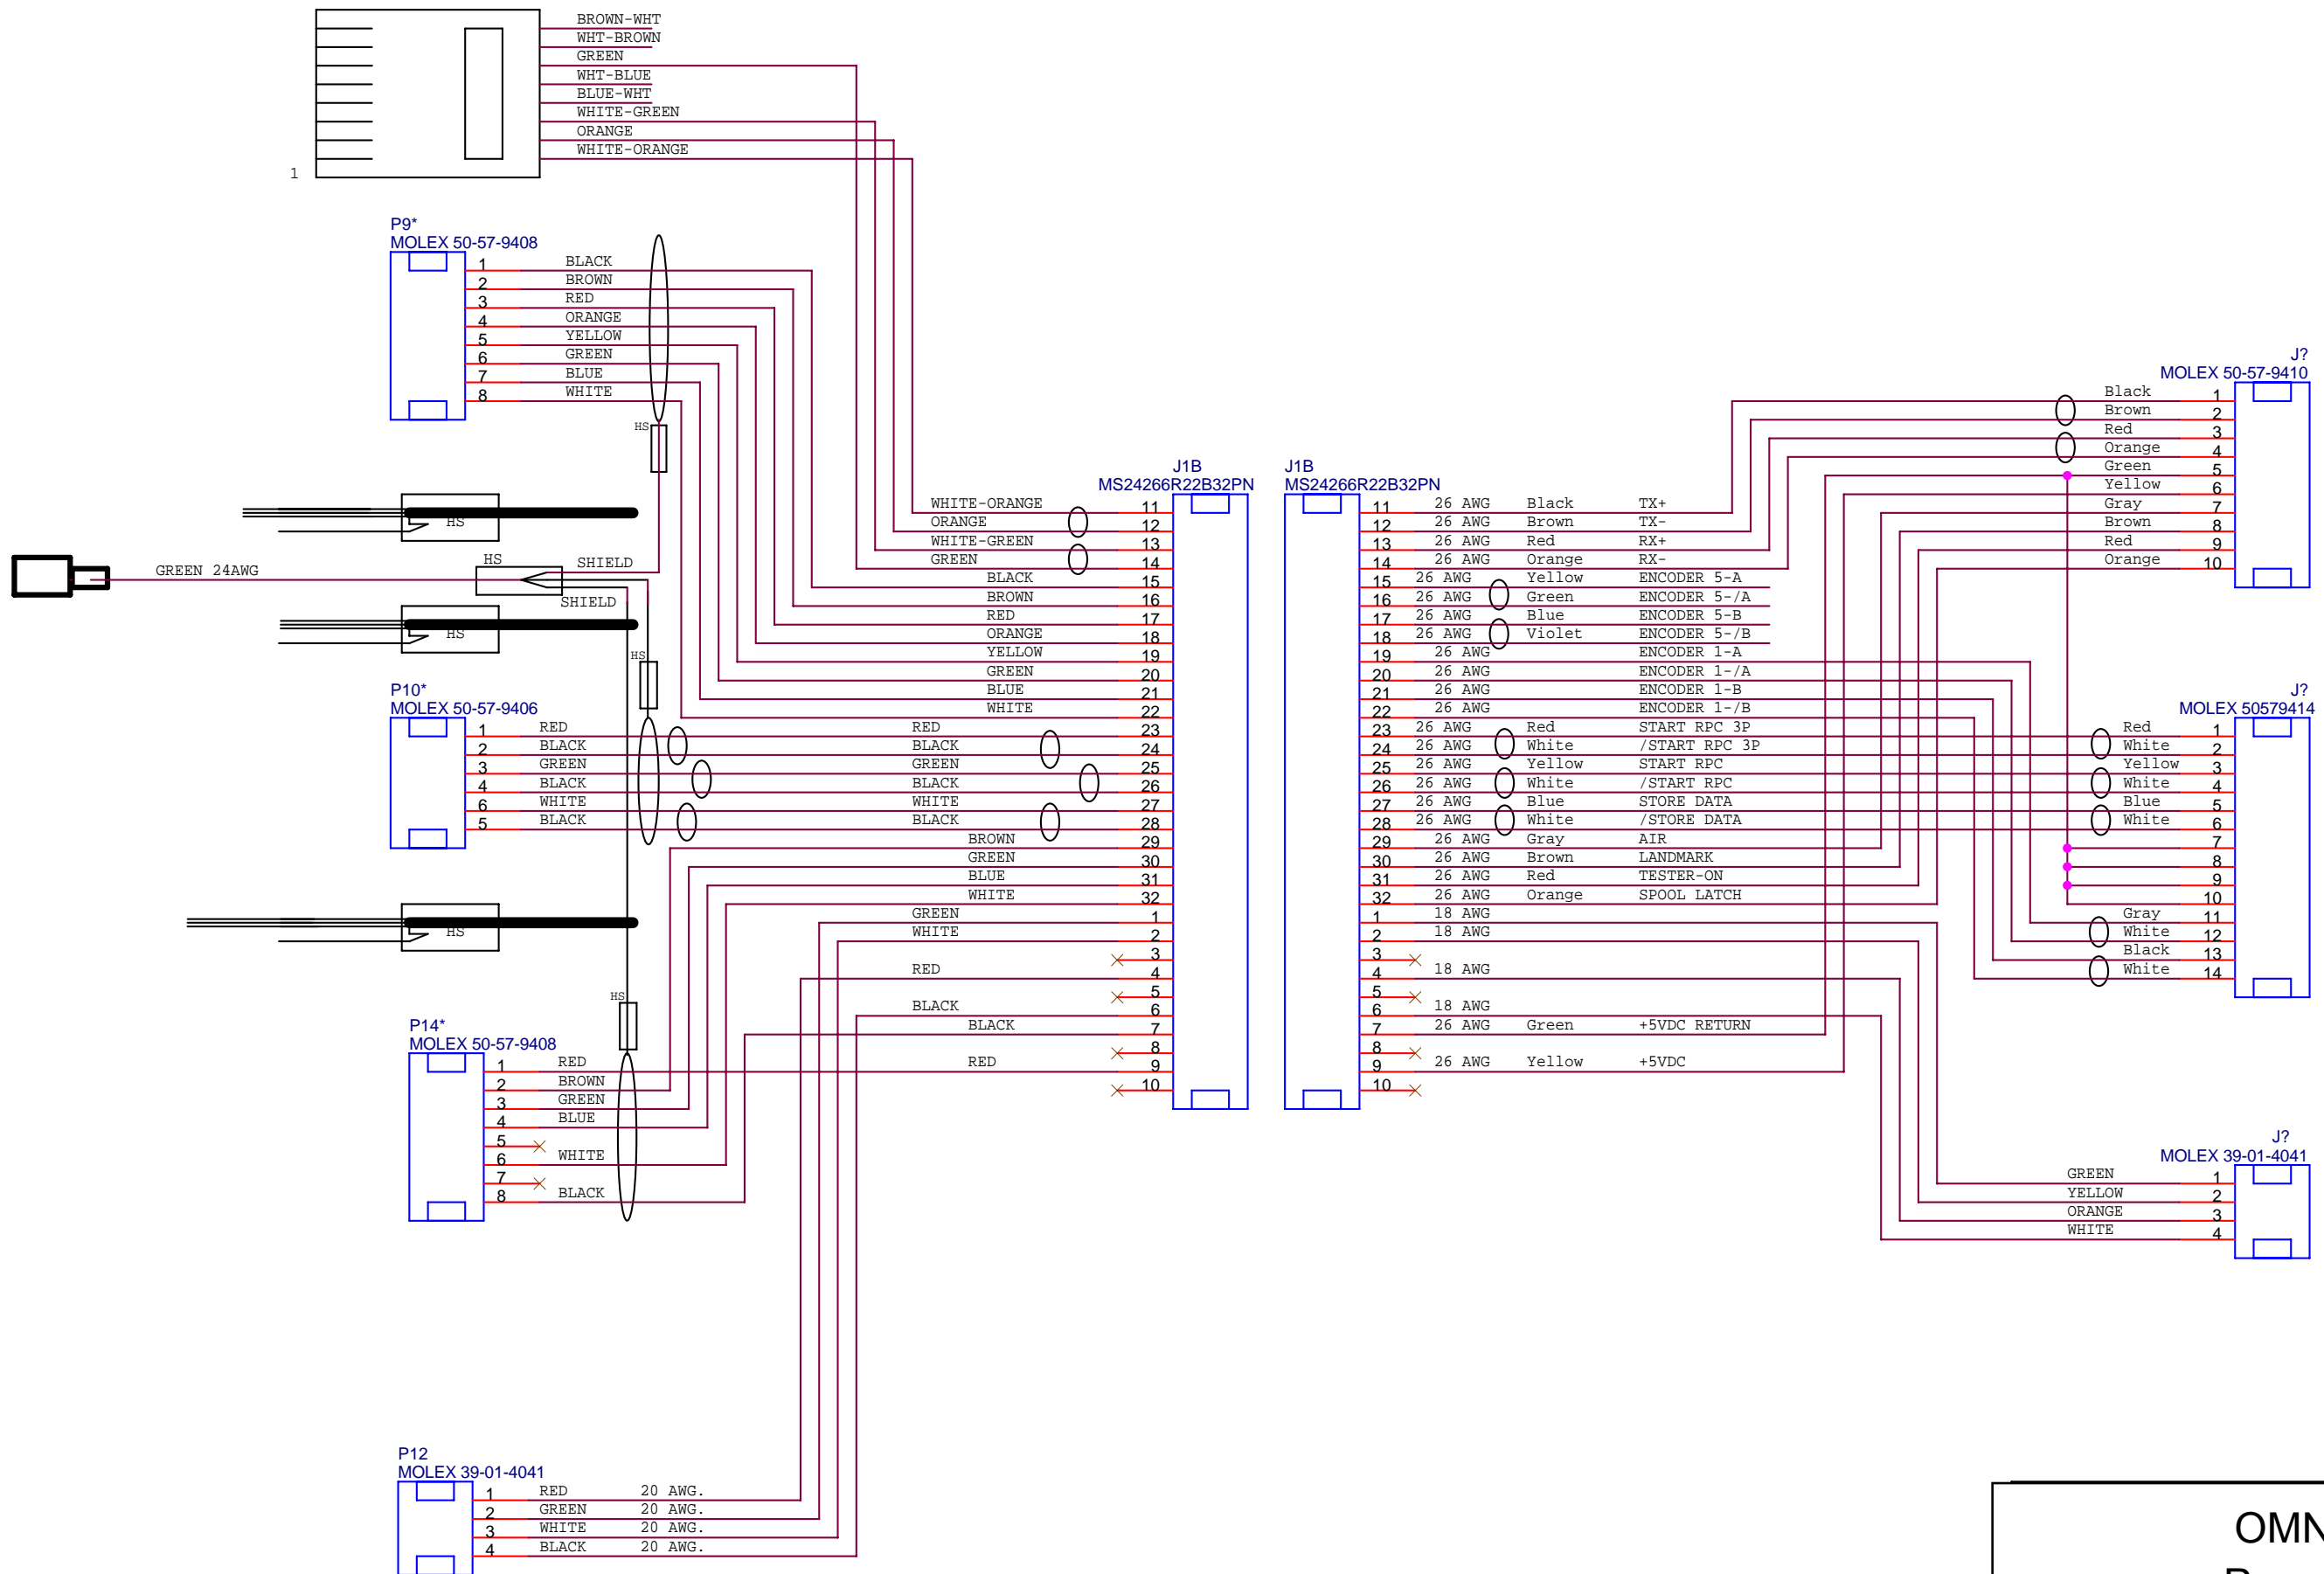 BROWN-WHT
WHT-BROWN
GREEN
WHT-BLUE
BLUE-WHT
WHITE-GREEN
ORANGE
WHITE-ORANGE
1
P9*
MOLEX 50-57-9408
1 BLACK
2 BROWN
3 RED
4 ORANGE
5 YELLOW
6 GREEN
7 BLUE
8 WHITE
HS
HS
GREEN 24AWG
HS
SHIELD
SHIELD
HS
HS
P10*
MOLEX 50-57-9406
1 RED RED
2 BLACK BLACK
3 GREEN GREEN
4 BLACK BLACK
6 WHITE WHITE
5 BLACK BLACK
HS
HS
P14*
MOLEX 50-57-9408
1 RED
2 BROWN
3 GREEN
4 BLUE
5
6 WHITE
7
8 BLACK
P12
MOLEX 39-01-4041
1 RED 20 AWG.
2 GREEN 20 AWG.
3 WHITE 20 AWG.
4 BLACK 20 AWG.
J1B
MS24266R22B32PN
WHITE-ORANGE 11
ORANGE 12
WHITE-GREEN 13
GREEN 14
BLACK 15
BROWN 16
RED 17
ORANGE 18
YELLOW 19
GREEN 20
BLUE 21
WHITE 22
23
24
25
26
27
28
BROWN 29
GREEN 30
BLUE 31
WHITE 32
GREEN 1
WHITE 2
3
RED 4
5
BLACK 6
BLACK 7
8
RED 9
10
J1B
MS24266R22B32PN
11 26 AWG Black TX+
12 26 AWG Brown TX-
13 26 AWG Red RX+
14 26 AWG Orange RX-
15 26 AWG Yellow ENCODER 5-A
16 26 AWG Green ENCODER 5-/A
17 26 AWG Blue ENCODER 5-B
18 26 AWG Violet ENCODER 5-/B
19 26 AWG ENCODER 1-A
20 26 AWG ENCODER 1-/A
21 26 AWG ENCODER 1-B
22 26 AWG ENCODER 1-/B
23 26 AWG Red START RPC 3P
24 26 AWG White /START RPC 3P
25 26 AWG Yellow START RPC
26 26 AWG White /START RPC
27 26 AWG Blue STORE DATA
28 26 AWG White /STORE DATA
29 26 AWG Gray AIR
30 26 AWG Brown LANDMARK
31 26 AWG Red TESTER-ON
32 26 AWG Orange SPOOL LATCH
1 18 AWG
2 18 AWG
3
4 18 AWG
5
6 18 AWG
7 26 AWG Green +5VDC RETURN
8
9 26 AWG Yellow +5VDC
10
J?
MOLEX 50-57-9410
Black 1
Brown 2
Red 3
Orange 4
Green 5
Yellow 6
Gray 7
Brown 8
Red 9
Orange 10
J?
MOLEX 50579414
Red 1
White 2
Yellow 3
White 4
Blue 5
White 6
7
8
9
10
Gray 11
White 12
Black 13
White 14
J?
MOLEX 39-01-4041
GREEN 1
YELLOW 2
ORANGE 3
WHITE 4
OMN